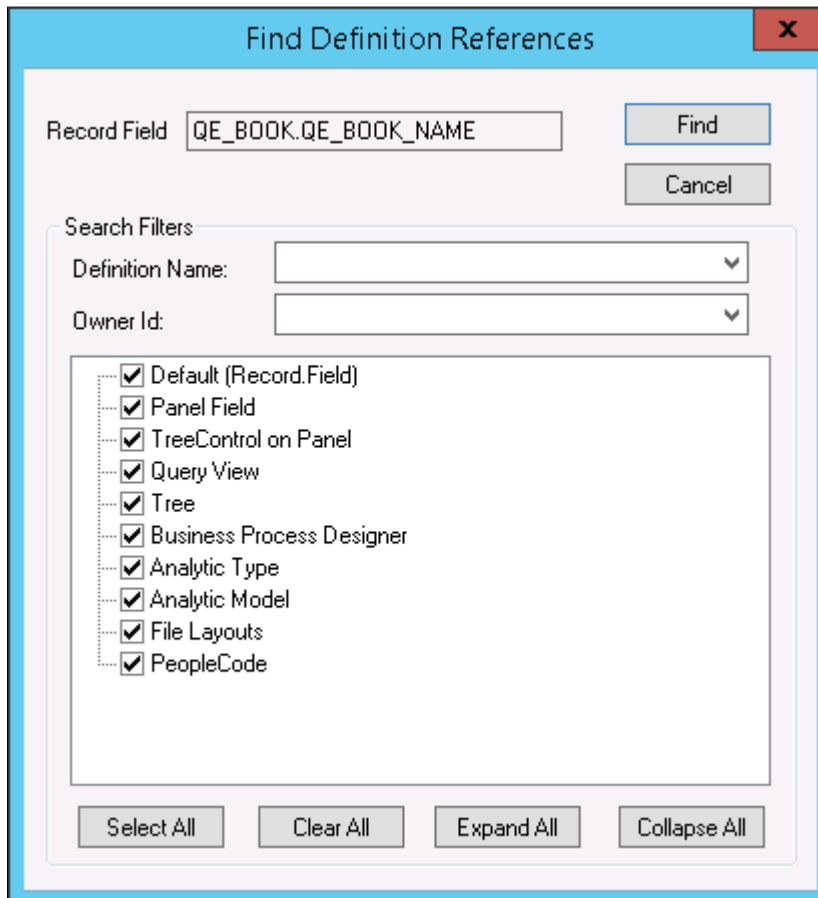 Find Definition References
x
Record Field QE_BOOK.QE_BOOK_NAME Find
Cancel
Search Filters
Definition Name:
Owner Id:
Default (Record.Field)
Panel Field
TreeControl on Panel
Query View
Tree
Business Process Designer
Analytic Type
Analytic Model
File Layouts
PeopleCode
Select All Clear All Expand All Collapse All